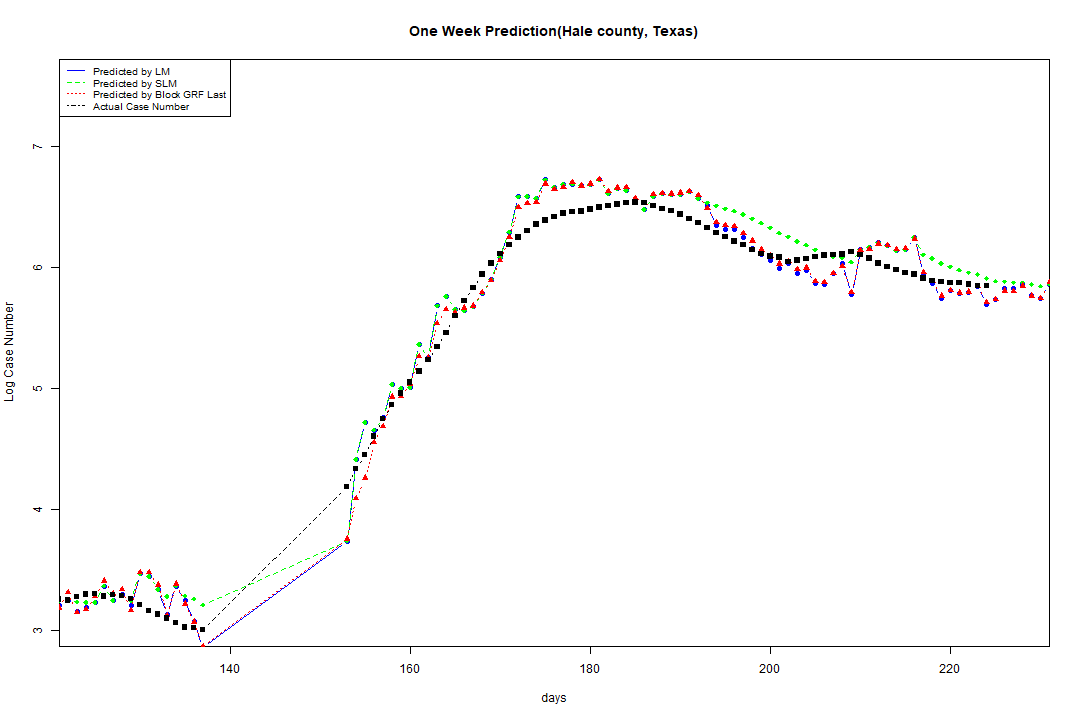 One Week Prediction(Hale county, Texas)
Predicted by LM
Predicted by SLM
Predicted by Block GRF Last
Actual Case Number
7
6
5
4
3
Log Case Number
140 160 180 200 220
days